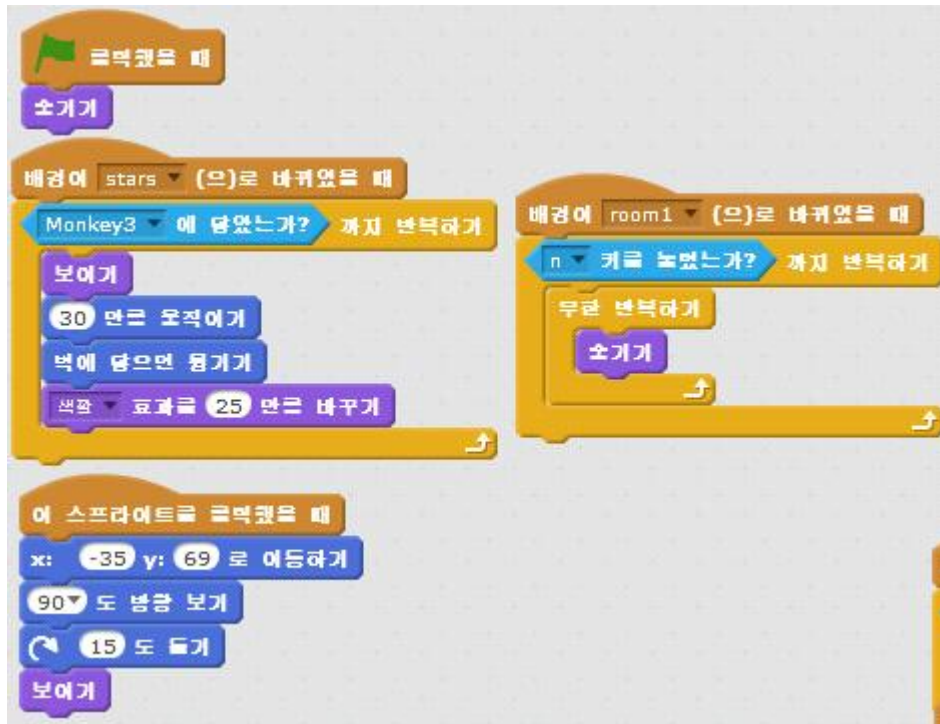 클릭했을 때
숨기기
배경이 stars (으)로 바뀌었을 때
Monkey3 에 닿았는가? 까지 반복하기
보이기
30 만큼 움직이기
벽에 닿으면 튕기기
색깔 효과를 25 만큼 바꾸기
이 스프라이트를 클릭했을 때
x: -35 y: 69 로 이동하기
90 도 방향 보기
15 도 돌기
보이기
배경이 room1 (으)로 바뀌었을 때
n 키를 눌렀는가? 까지 반복하기
무한 반복하기
숨기기